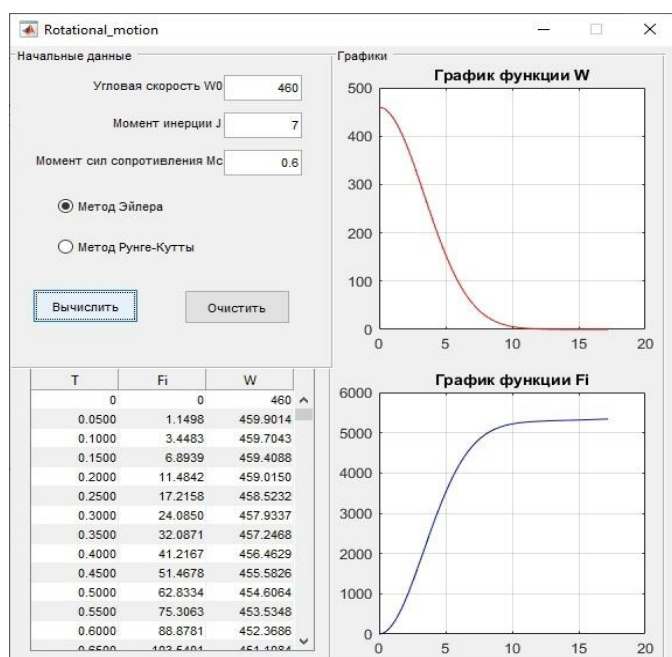 Rotational_motion
Начальные данные
Угловая скорость W0 460
Момент инерции J 7
Момент сил сопротивления Mc 0.6
Метод Эйлера
Метод Рунге-Кутты
Вычислить Очистить
T Fi W
0 0 460
0.0500 1.1498 459.9014
0.1000 3.4483 459.7043
0.1500 6.8939 459.4088
0.2000 11.4842 459.0150
0.2500 17.2158 458.5232
0.3000 24.0850 457.9337
0.3500 32.0871 457.2468
0.4000 41.2167 456.4629
0.4500 51.4678 455.5826
0.5000 62.8334 454.6064
0.5500 75.3063 453.5348
0.6000 88.8781 452.3686
Графики
График функции W
500
400
300
200
100
0
0 5 10 15 20
График функции Fi
6000
5000
4000
3000
2000
1000
0
0 5 10 15 20